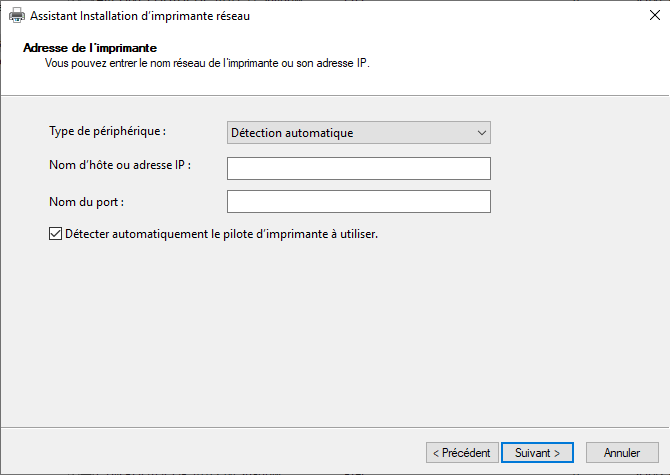 Assistant Installation d'imprimante réseau
Adresse de l'imprimante
Vous pouvez entrer le nom réseau de l'imprimante ou son adresse IP.
Type de périphérique :
Détection automatique
Nom d'hôte ou adresse IP :
Nom du port :
Détecter automatiquement le pilote d'imprimante à utiliser.
< Précédent
Suivant >
Annuler